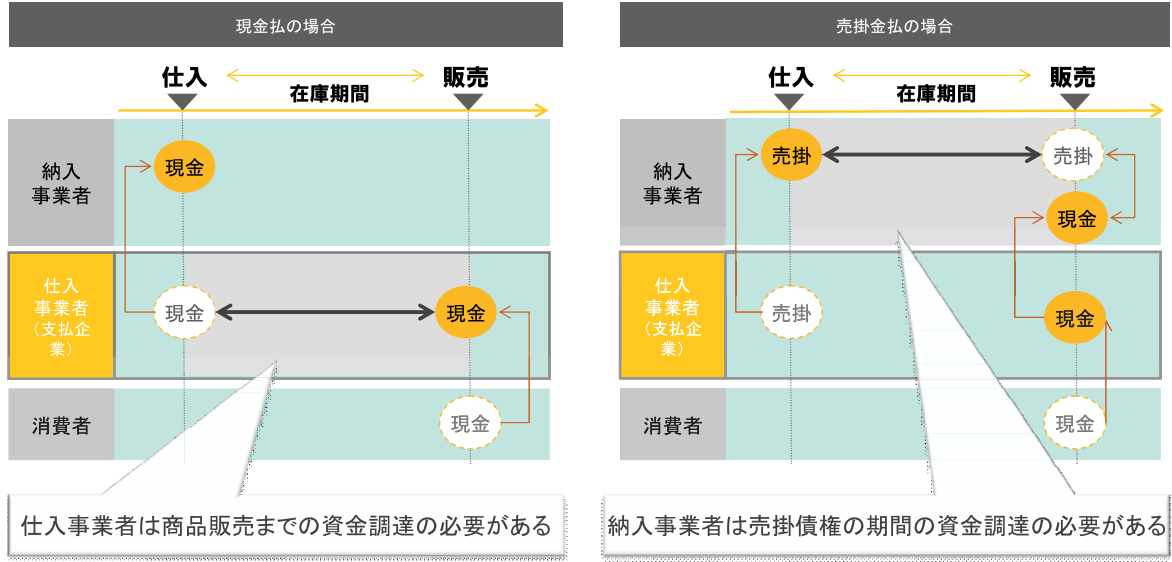 現金払の場合
仕入
販売
在庫期間
納入
事業者
現金
仕入
事業者
（支払企
業）
現金
現金
消費者
現金
仕入事業者は商品販売までの資金調達の必要がある
売掛金払の場合
仕入
販売
在庫期間
納入
事業者
売掛
売掛
現金
仕入
事業者
（支払企
業）
売掛
現金
消費者
現金
納入事業者は売掛債権の期間の資金調達の必要がある